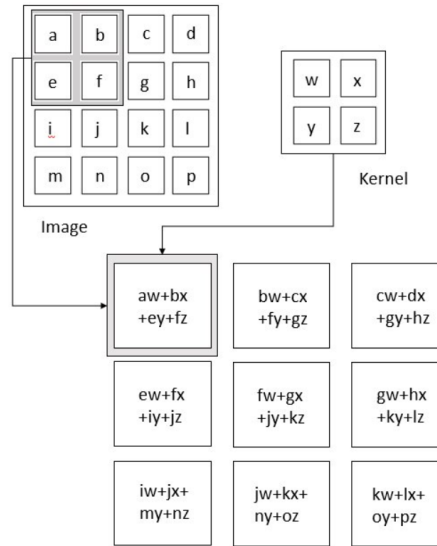 a b c d
e f g h
i j k l
m n o p
Image
w x
y z
Kernel
aw+bx
+ey+fz
bw+cx
+fy+gz
cw+dx
+gy+hz
ew+fx
+iy+jz
fw+gx
+jy+kz
gw+hx
+ky+lz
iw+jx+
my+nz
jw+kx+
ny+oz
kw+lx+
oy+pz